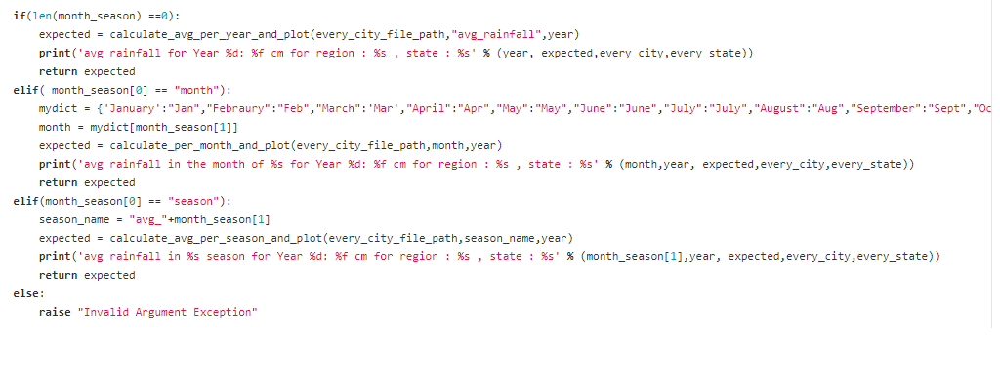 if(len(month_season) ==0):
    expected = calculate_avg_per_year_and_plot(every_city_file_path,"avg_rainfall",year)
    print('avg rainfall for Year %d: %f cm for region : %s , state : %s' % (year, expected,every_city,every_state))
    return expected
elif( month_season[0] == "month"):
    mydict = {'January':"Jan","Febraury":"Feb","March":'Mar',"April":"Apr","May":"May","June":"June","July":"July","August":"Aug","September":"Sept","Oc
    month = mydict[month_season[1]]
    expected = calculate_per_month_and_plot(every_city_file_path,month,year)
    print('avg rainfall in the month of %s for Year %d: %f cm for region : %s , state : %s' % (month,year, expected,every_city,every_state))
    return expected
elif(month_season[0] == "season"):
    season_name = "avg_"+month_season[1]
    expected = calculate_avg_per_season_and_plot(every_city_file_path,season_name,year)
    print('avg rainfall in %s season for Year %d: %f cm for region : %s , state : %s' % (month_season[1],year, expected,every_city,every_state))
    return expected
else:
    raise "Invalid Argument Exception"